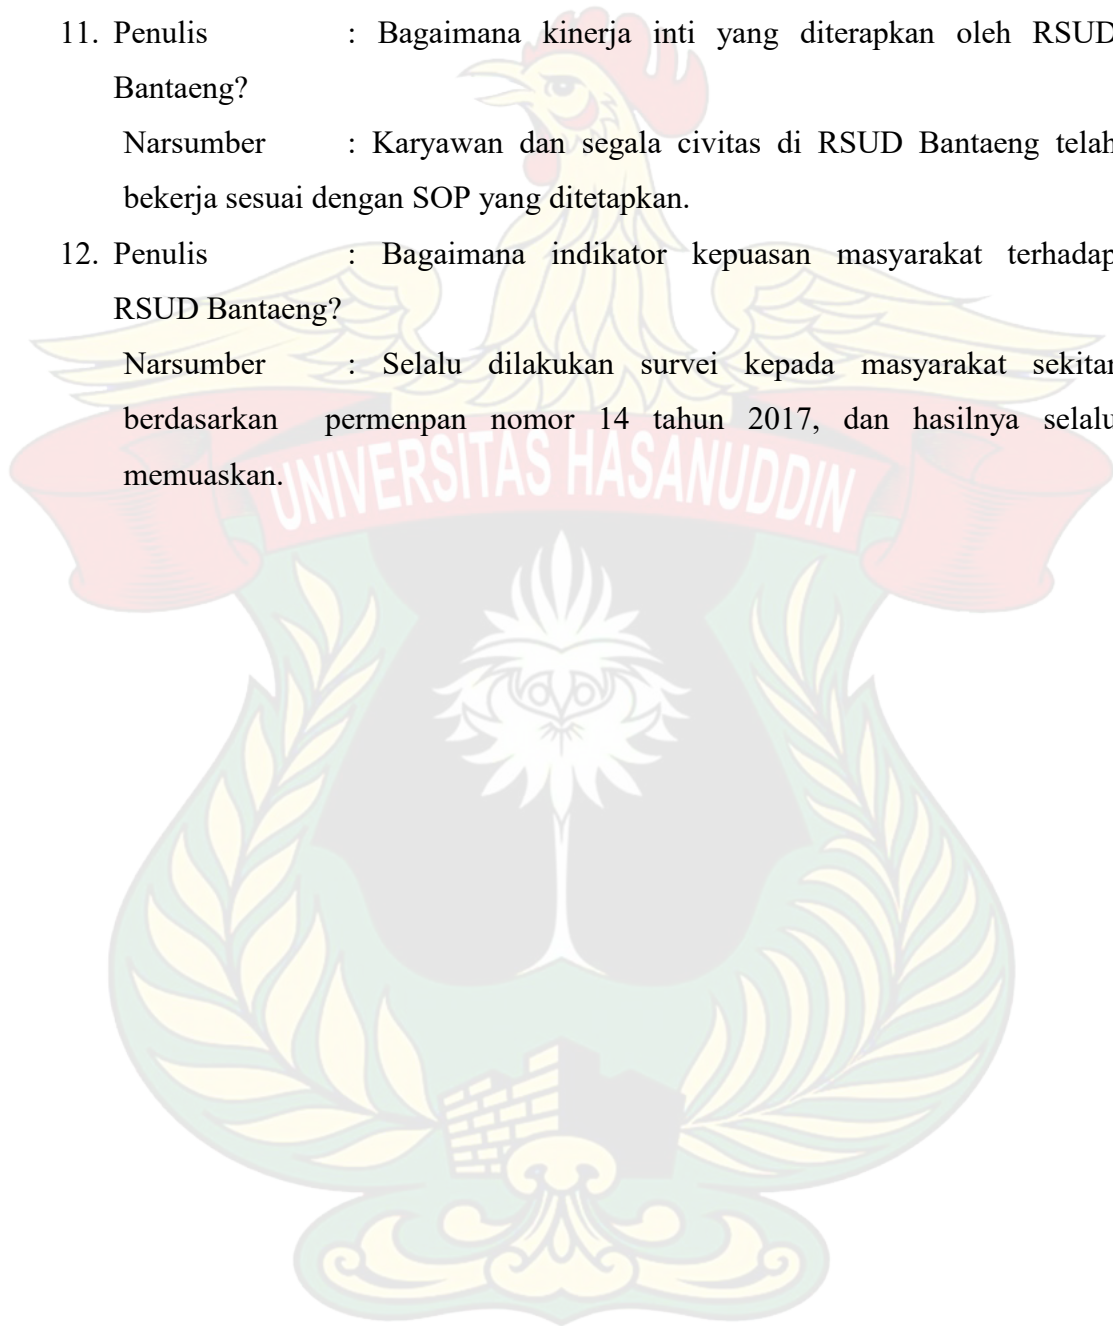 11. Penulis : Bagaimana kinerja inti yang diterapkan oleh RSUD
Bantaeng?
Narsumber : Karyawan dan segala civitas di RSUD Bantaeng telah
bekerja sesuai dengan SOP yang ditetapkan.
12. Penulis : Bagaimana indikator kepuasan masyarakat terhadap
RSUD Bantaeng?
Narsumber : Selalu dilakukan survei kepada masyarakat sekitar
berdasarkan permenpan nomor 14 tahun 2017, dan hasilnya selalu
memuaskan.
UNIVERSITAS HASANUDDIN